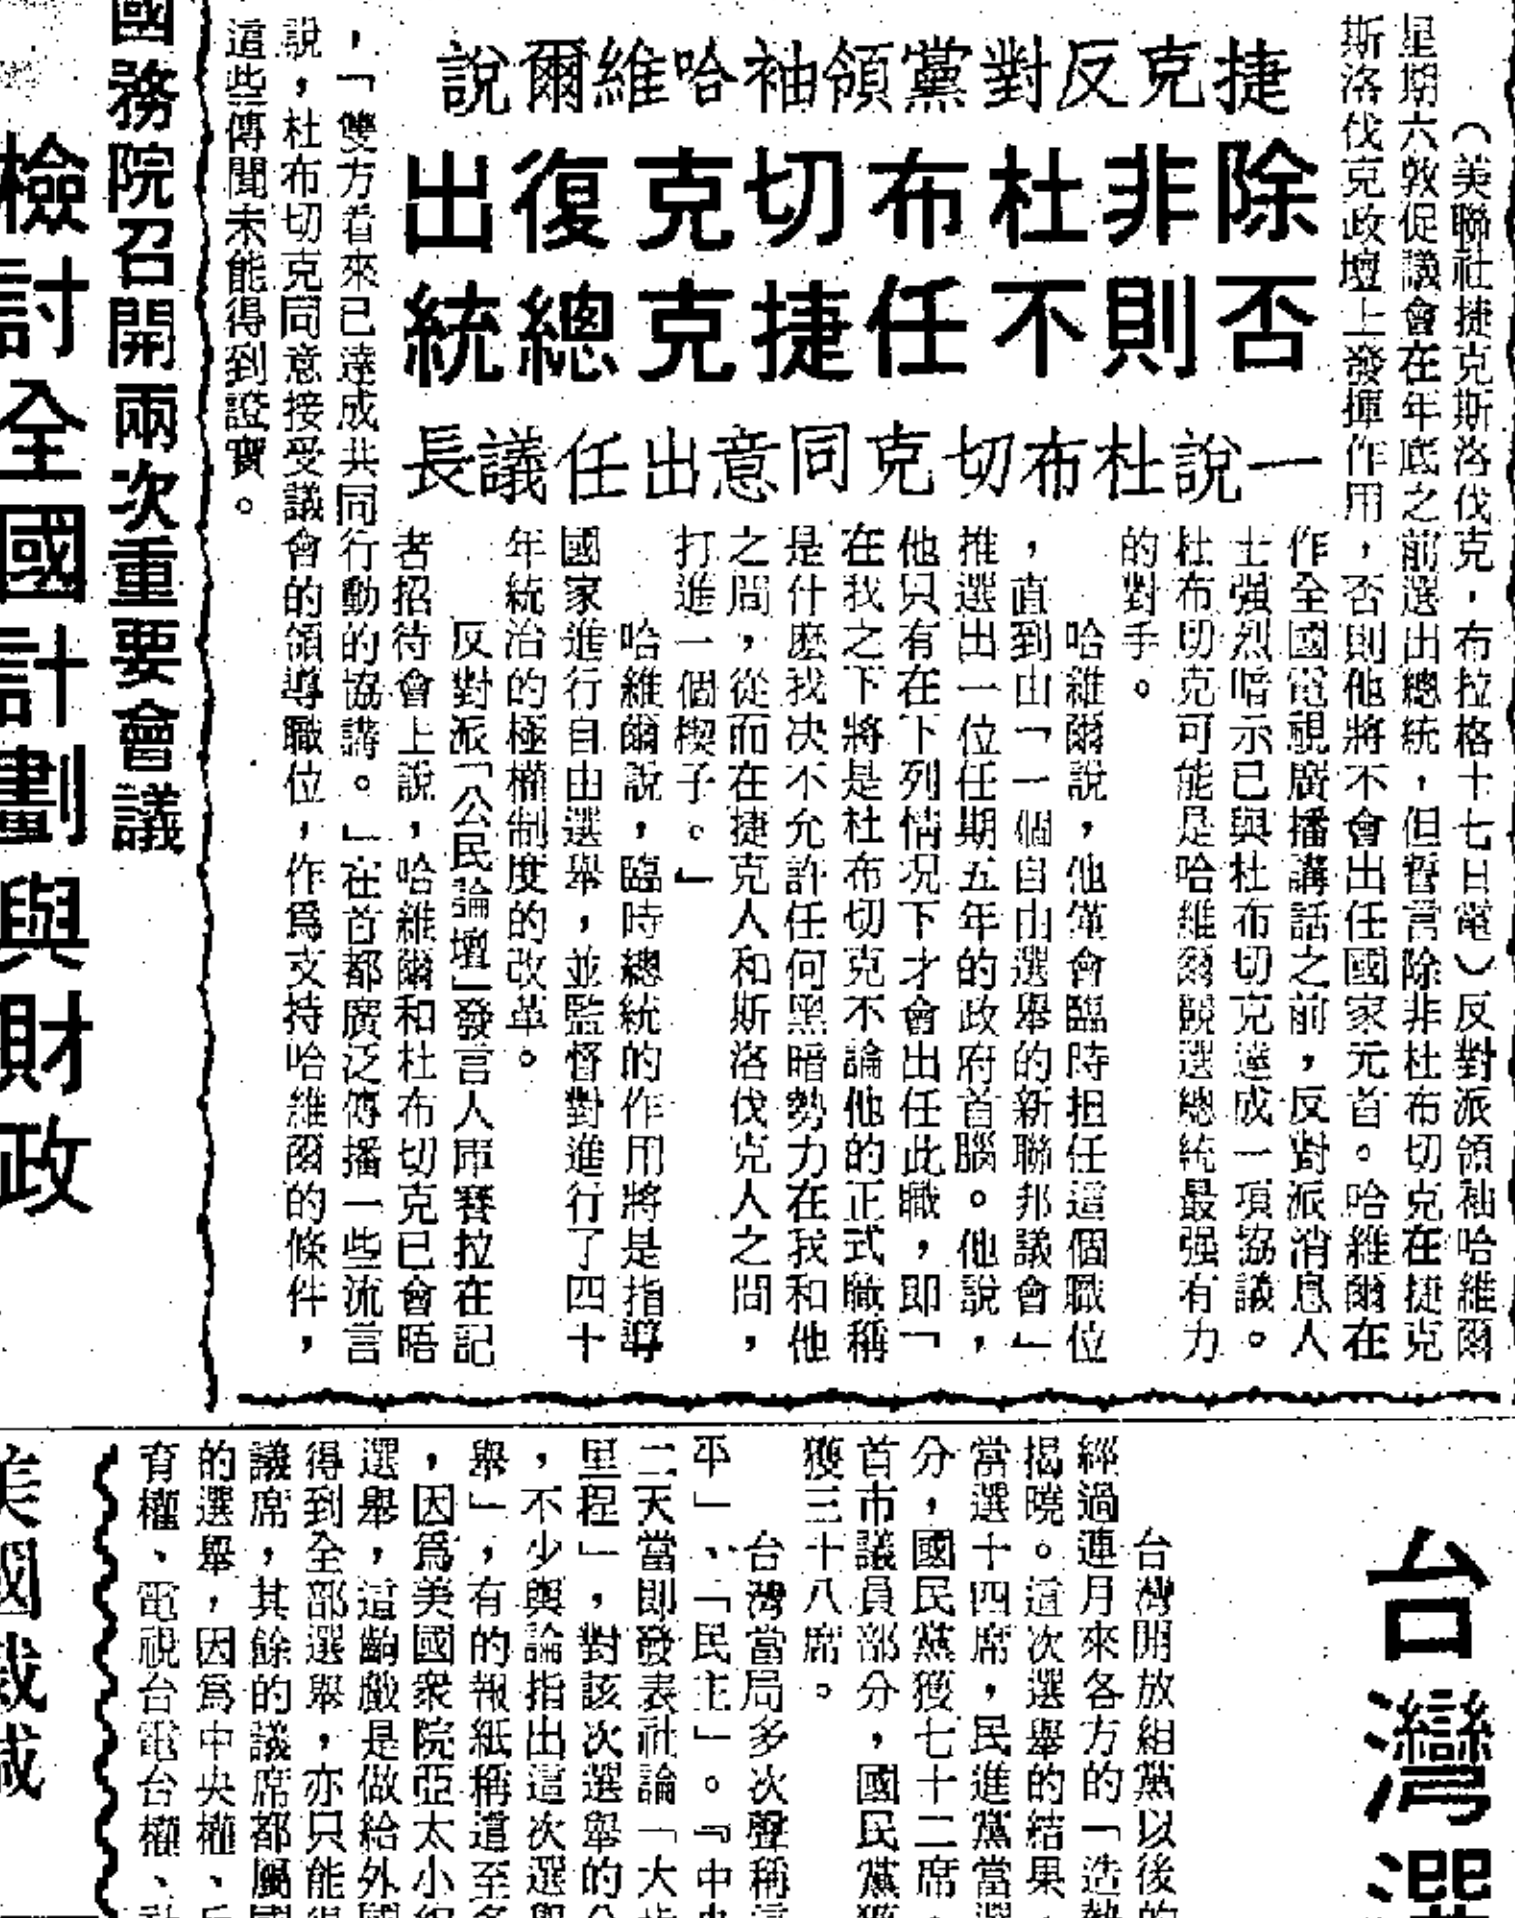 捷克反對黨領袖哈維爾說
除非杜布切克復出
否則不任捷克總統
一說杜布切克同意出任議長
（美聯社捷克斯洛伐克，布拉格十七日電）反對派領袖哈維爾
星期六敦促議會在年底之前選出總統，但誓言除非杜布切克在捷克
斯洛伐克政壇上發揮作用，否則他將不會出任國家元首。哈維爾在
作全國電視廣播講話之前，反對派消息人
士强烈暗示已與杜布切克達成一項協議。
杜布切克可能是哈維爾競選總統最强有力
的對手。
哈維爾說，他僅會臨時担任這個職位
，直到由「一個自由選舉的新聯邦議會」
推選出一位任期五年的政府首腦。他說，
他只有在下列情況下才會出任此職，即「
在我之下將是杜布切克不論他的正式職稱
是什麽我決不允許任何黑暗勢力在我和他
之間，從而在捷克人和斯洛伐克人之間，
打進一個楔子。」
哈維爾說，臨時總統的作用將是指導
國家進行自由選舉，並監督對進行了四十
年統治的極權制度的改革。
反對派「公民論壇」發言人庫賽拉在記
者招待會上說，哈維爾和杜布切克已會晤
，「雙方看來已達成共同行動的協講。」在首都廣泛傳播一些流言
說，杜布切克同意接受議會的領導職位，作爲支持哈維爾的條件，
這些傳聞未能得到證實。
國務院召開兩次重要會議
檢討全國計劃與財政
台灣選
台灣開放組黨以後的
經過連月來各方的「造勢
揭曉。這次選舉的結果，
當選十四席，民進黨當選
分，國民黨獲七十二席，
首市議員部分，國民黨獲
獲三十八席。
台灣當局多次聲稱這
平」、「民主」。『中央
二天當即發表社論「大步
里程」，對該次選舉的公
，不少輿論指出這次選舉
舉」，有的報紙稱道至多
，因爲美國衆院亞太小組
選舉，這齣戲是做給外國
得到全部選舉，亦只能得
議席，其餘的議席都屬國
的選舉，因爲中央權、
育權、電視台電台權、
美國裁減